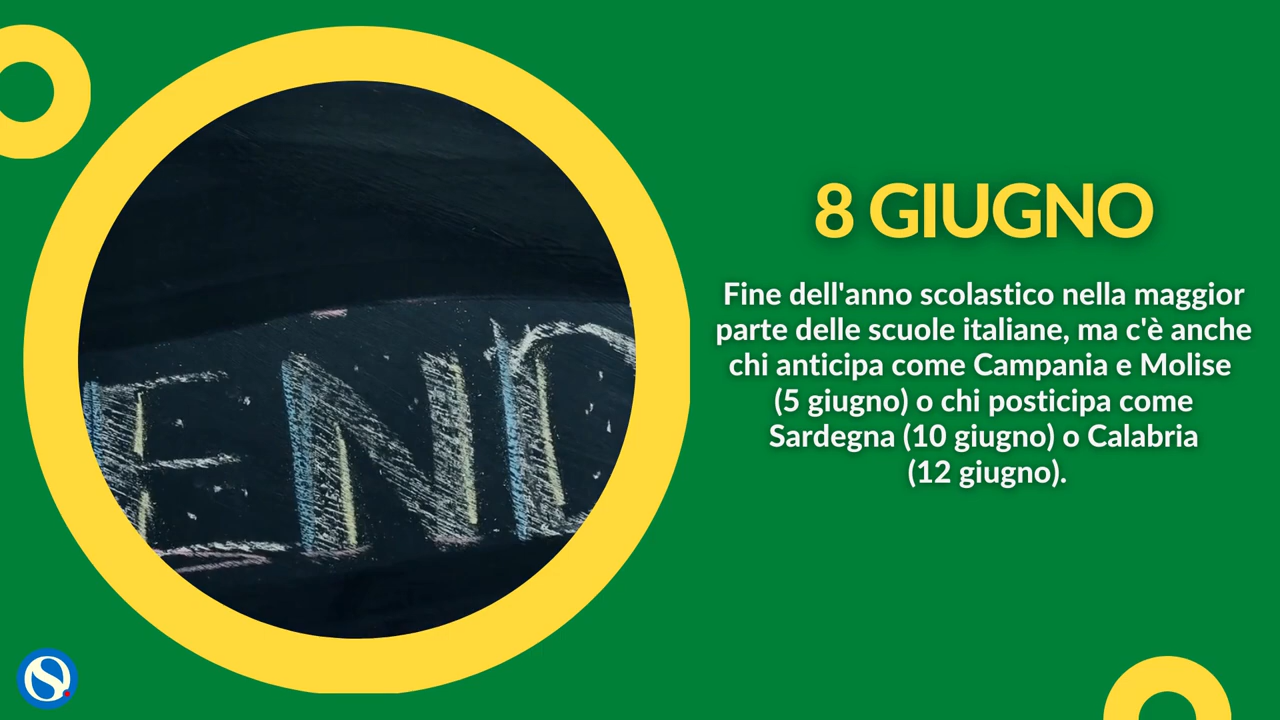 END
8 GIUGNO
Fine dell'anno scolastico nella maggior
parte delle scuole italiane, ma c'è anche
chi anticipa come Campania e Molise
(5 giugno) o chi posticipa come
Sardegna (10 giugno) o Calabria
(12 giugno).
S.